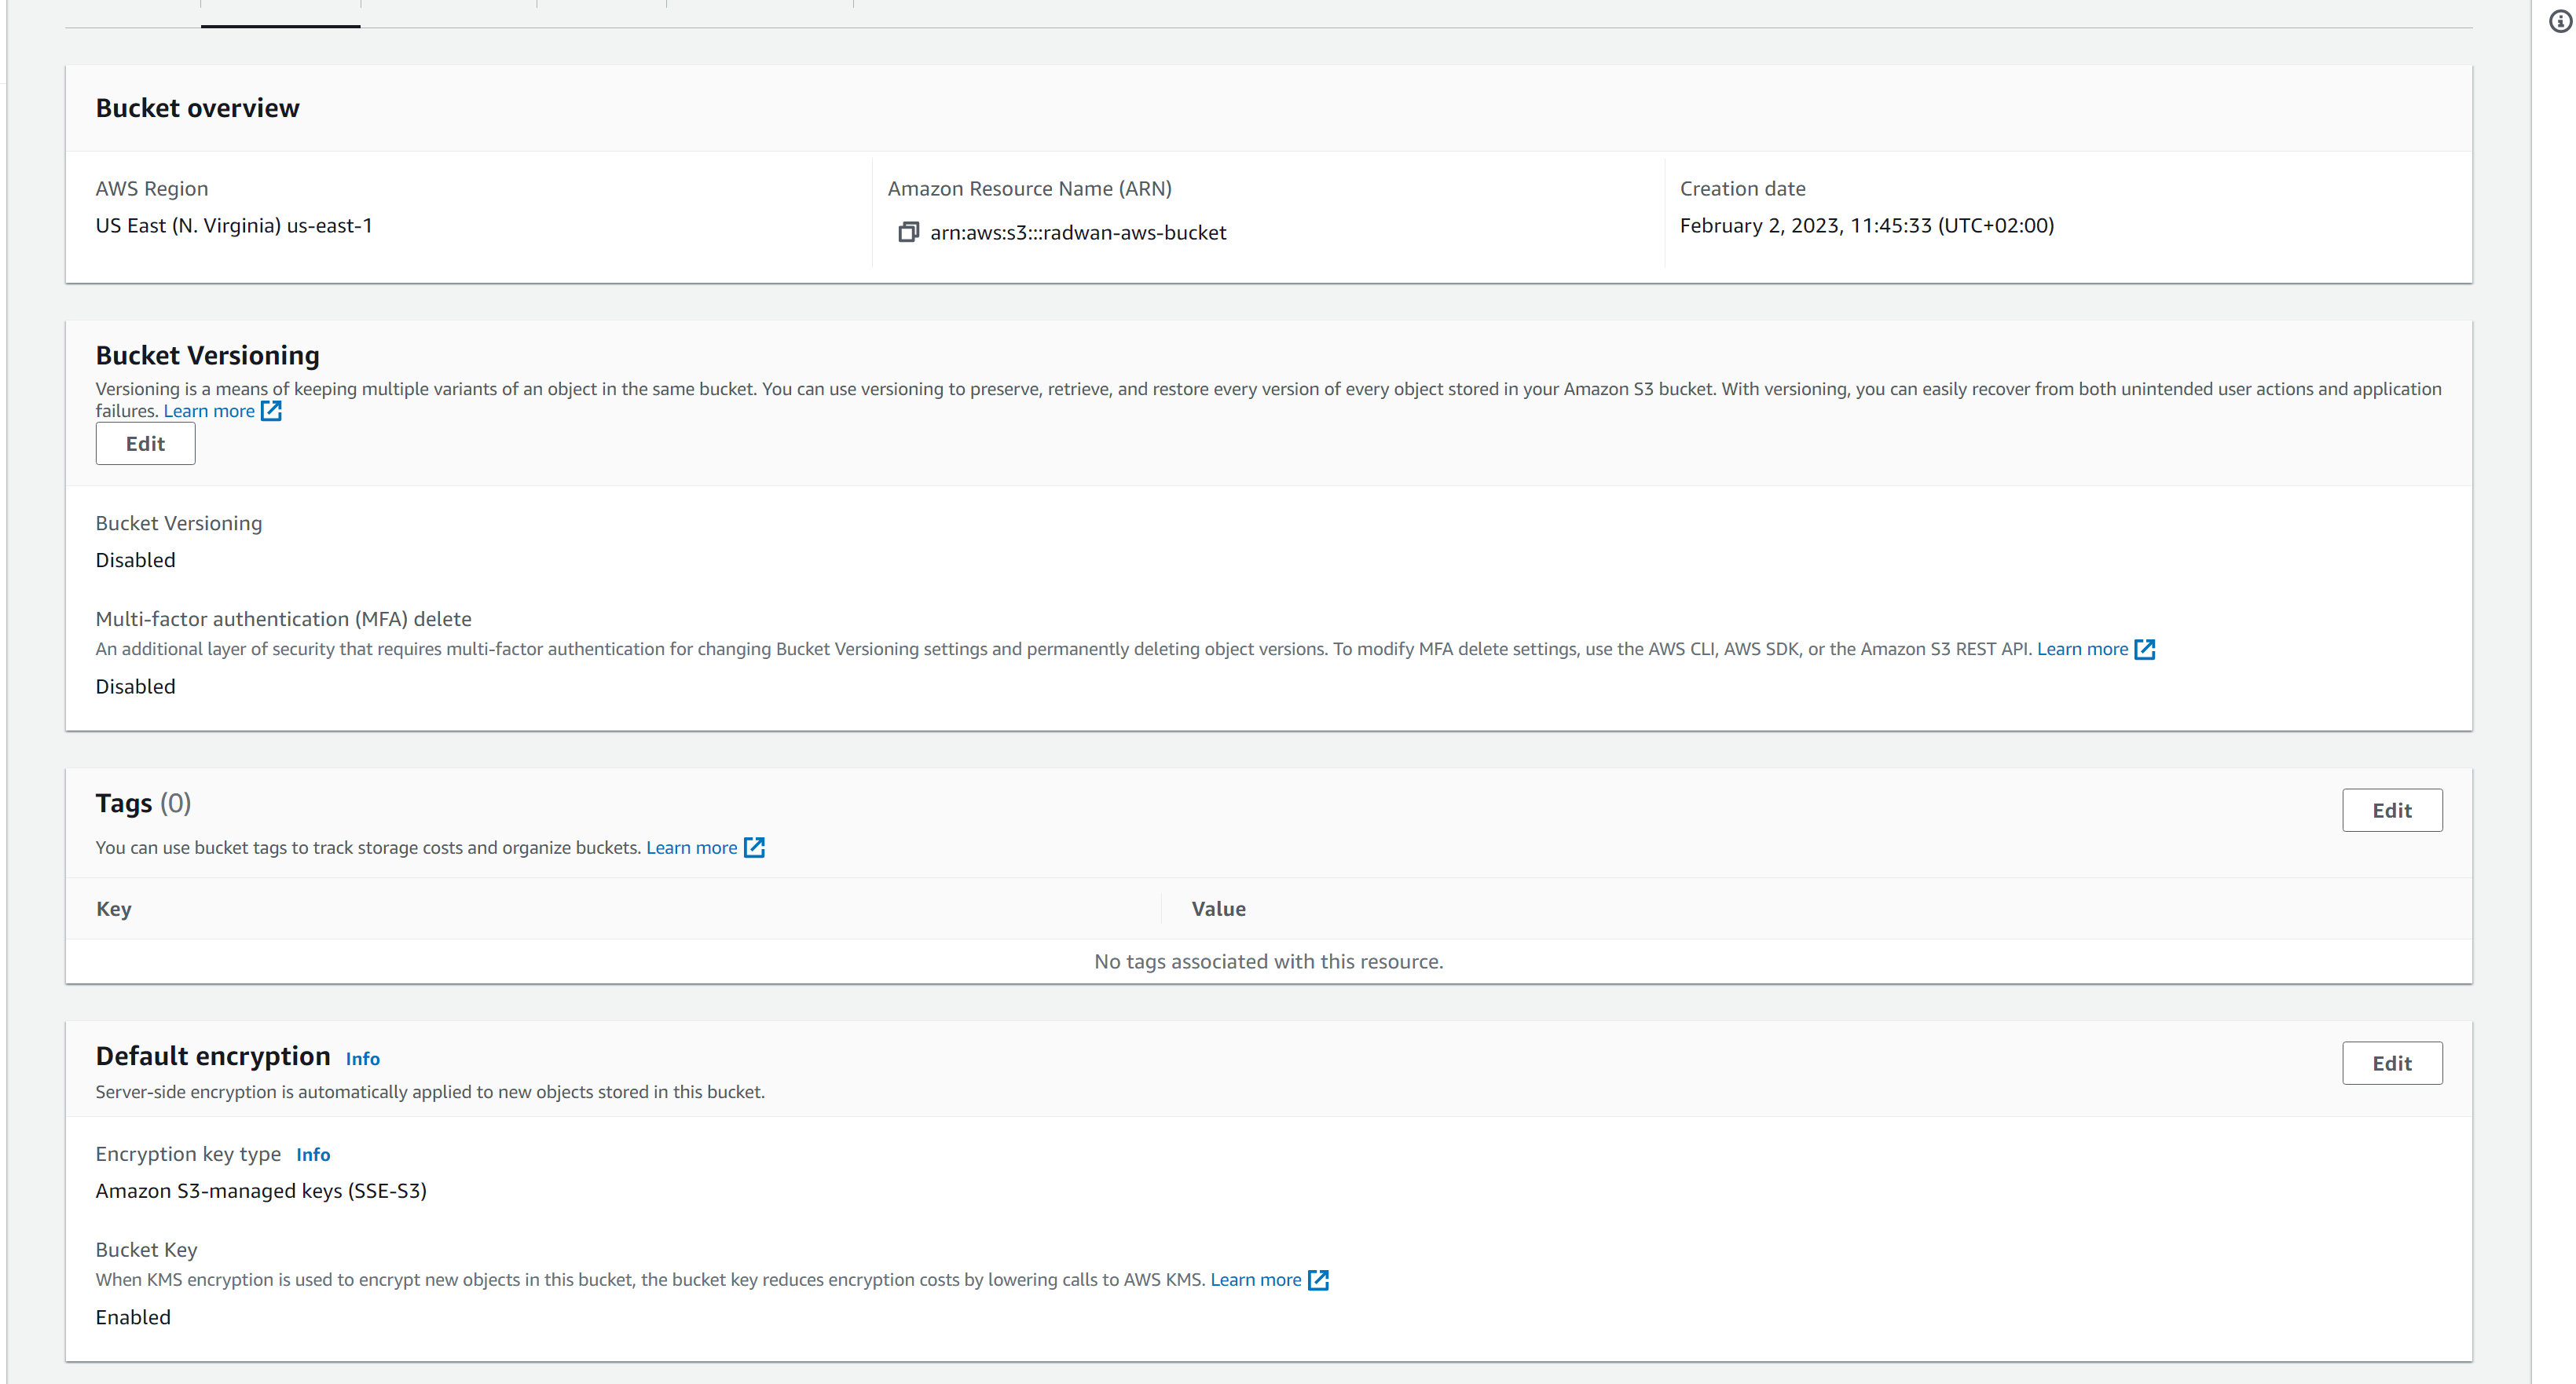 Bucket overview
AWS Region
US East (N. Virginia) us-east-1
Amazon Resource Name (ARN)
arn:aws:s3:::radwan-aws-bucket
Creation date
February 2, 2023, 11:45:33 (UTC+02:00)
Bucket Versioning
Versioning is a means of keeping multiple variants of an object in the same bucket. You can use versioning to preserve, retrieve, and restore every version of every object stored in your Amazon S3 bucket. With versioning, you can easily recover from both unintended user actions and application
failures. Learn more
Edit
Bucket Versioning
Disabled
Multi-factor authentication (MFA) delete
An additional layer of security that requires multi-factor authentication for changing Bucket Versioning settings and permanently deleting object versions. To modify MFA delete settings, use the AWS CLI, AWS SDK, or the Amazon S3 REST API. Learn more
Disabled
Tags (0)
Edit
You can use bucket tags to track storage costs and organize buckets. Learn more
Key
Value
No tags associated with this resource.
Default encryption Info
Edit
Server-side encryption is automatically applied to new objects stored in this bucket.
Encryption key type Info
Amazon S3-managed keys (SSE-S3)
Bucket Key
When KMS encryption is used to encrypt new objects in this bucket, the bucket key reduces encryption costs by lowering calls to AWS KMS. Learn more
Enabled